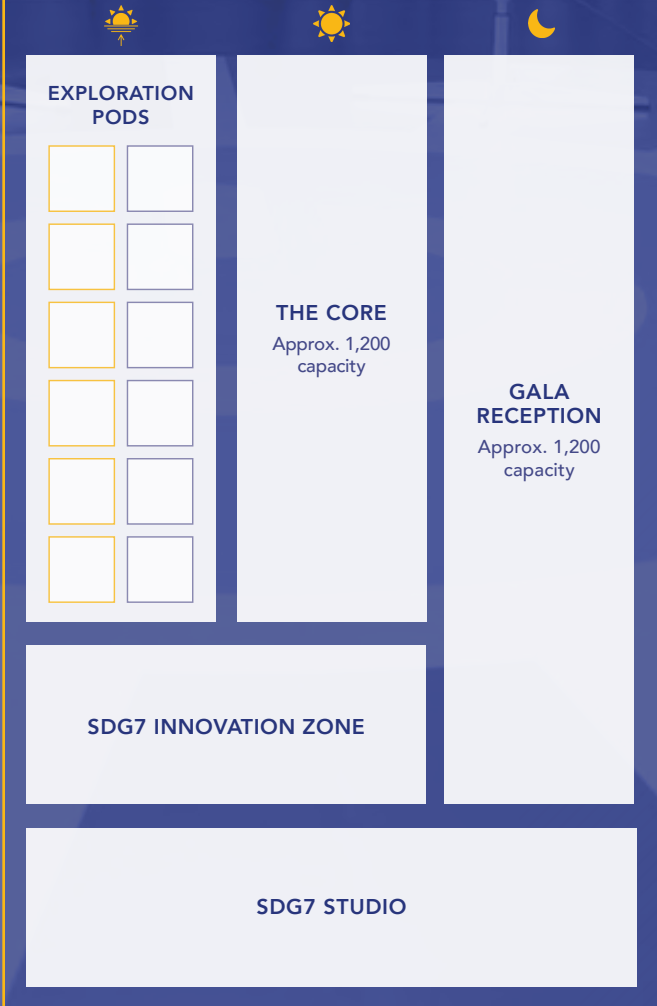 EXPLORATION
PODS
THE CORE
Approx. 1,200
capacity
GALA
RECEPTION
Approx. 1,200
capacity
SDG7 INNOVATION ZONE
SDG7 STUDIO